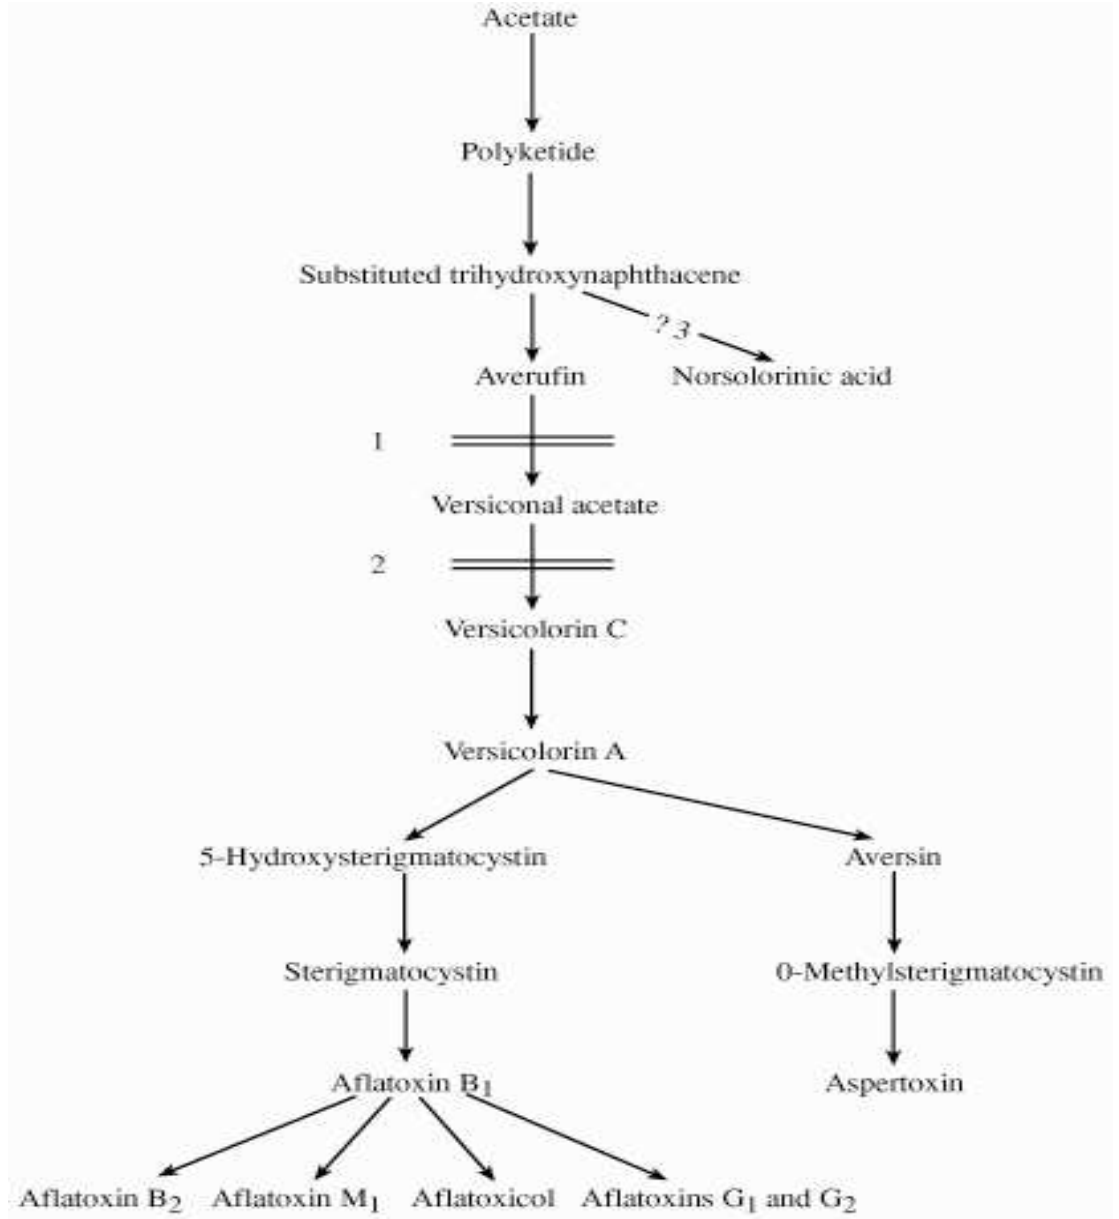 Acetate
Polyketide
Substituted trihydroxynaphthacene
? 3
Averufin
Norsolorinic acid
1
Versiconal acetate
2
Versicolorin C
Versicolorin A
5-Hydroxysterigmatocystin
Aversin
Sterigmatocystin
0-Methylsterigmatocystin
Aflatoxin B1
Aspertoxin
Aflatoxin B2
Aflatoxin M1
Aflatoxicol
Aflatoxins G1 and G2